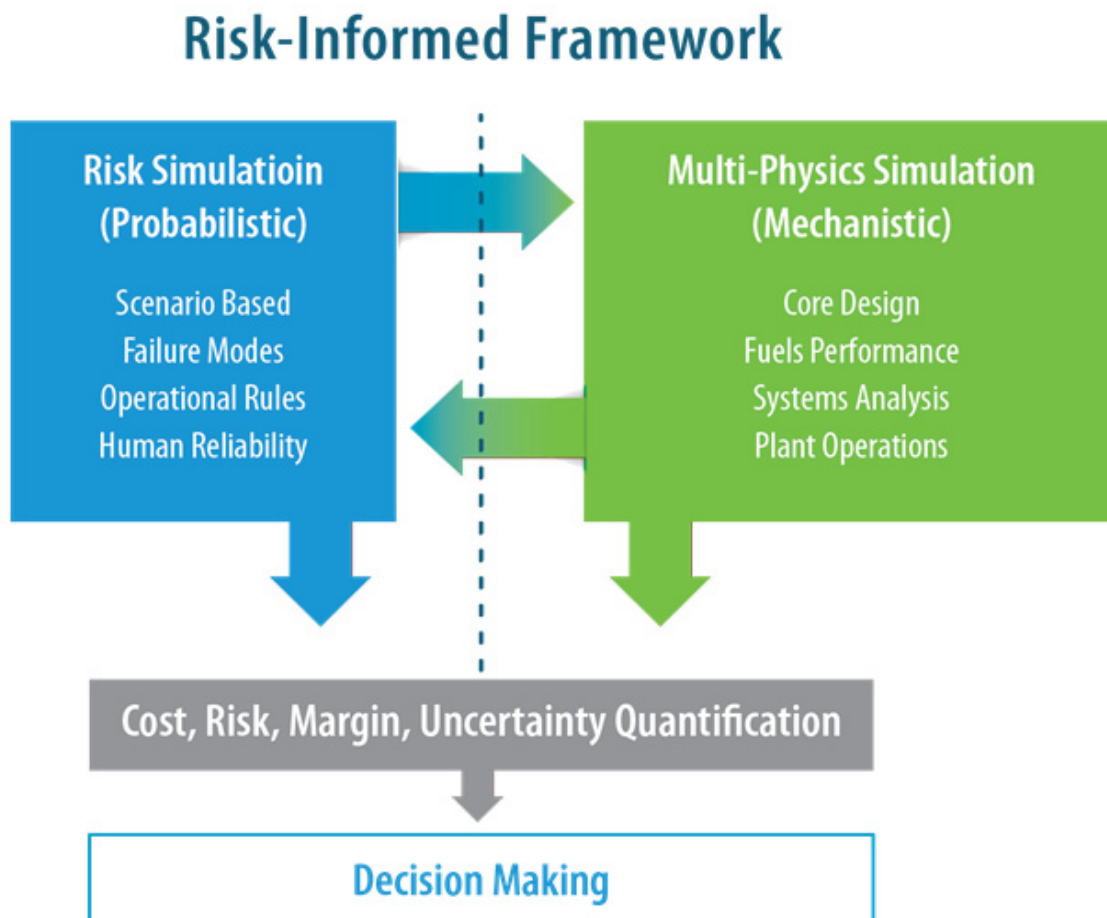 Risk-Informed Framework
Risk Simulatioin
(Probabilistic)
Scenario Based
Failure Modes
Operational Rules
Human Reliability
Multi-Physics Simulation
(Mechanistic)
Core Design
Fuels Performance
Systems Analysis
Plant Operations
Cost, Risk, Margin, Uncertainty Quantification
Decision Making